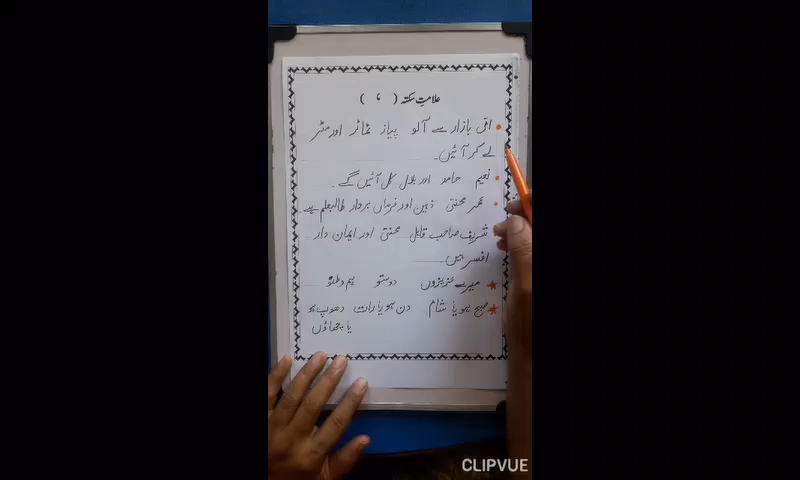 علامتِ سکتہ ( ، )
امی بازار سے آلو پیاز ٹماٹر اور مٹر
لے کر آئیں۔
نعیم حامد اور بلال کل آئیں گے۔
عمر محنتی ذہین اور فرماں بردار طالبعلم ہے۔
شریف صاحب قابل محنتی اور ایمان دار
افسر ہیں۔
میرے عزیزوں دوستو ہم وطنو
صبح ہو یا شام دن ہو یا رات دھوپ ہو
یا چھاؤں
CLIPVUE